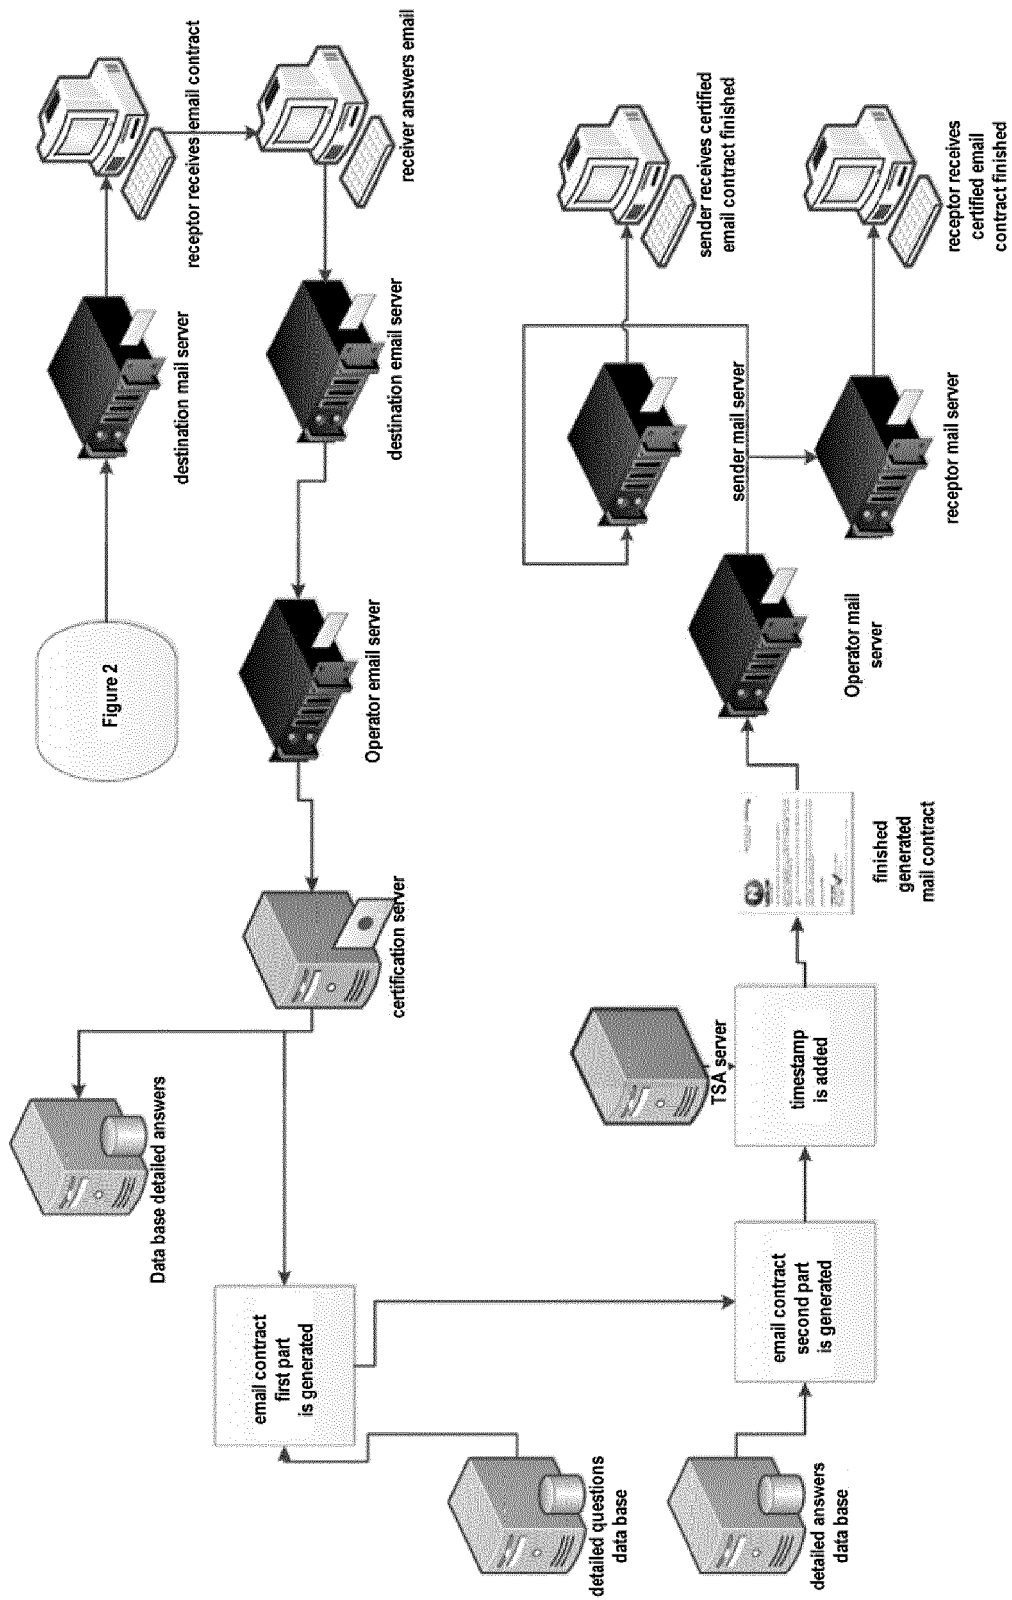 Figure 2
destination mail server
receptor receives email contract
receiver answers email
destination email server
Operator email server
certification server
Data base detailed answers
email contract
first part
is generated
detailed questions
data base
detailed answers
data base
email contract
second part
is generated
TSA server
timestamp
is added
finished
generated
mail contract
Operator mail
server
sender mail server
receptor mail server
sender receives certified
email contract finished
receptor receives
certified email
contract finished